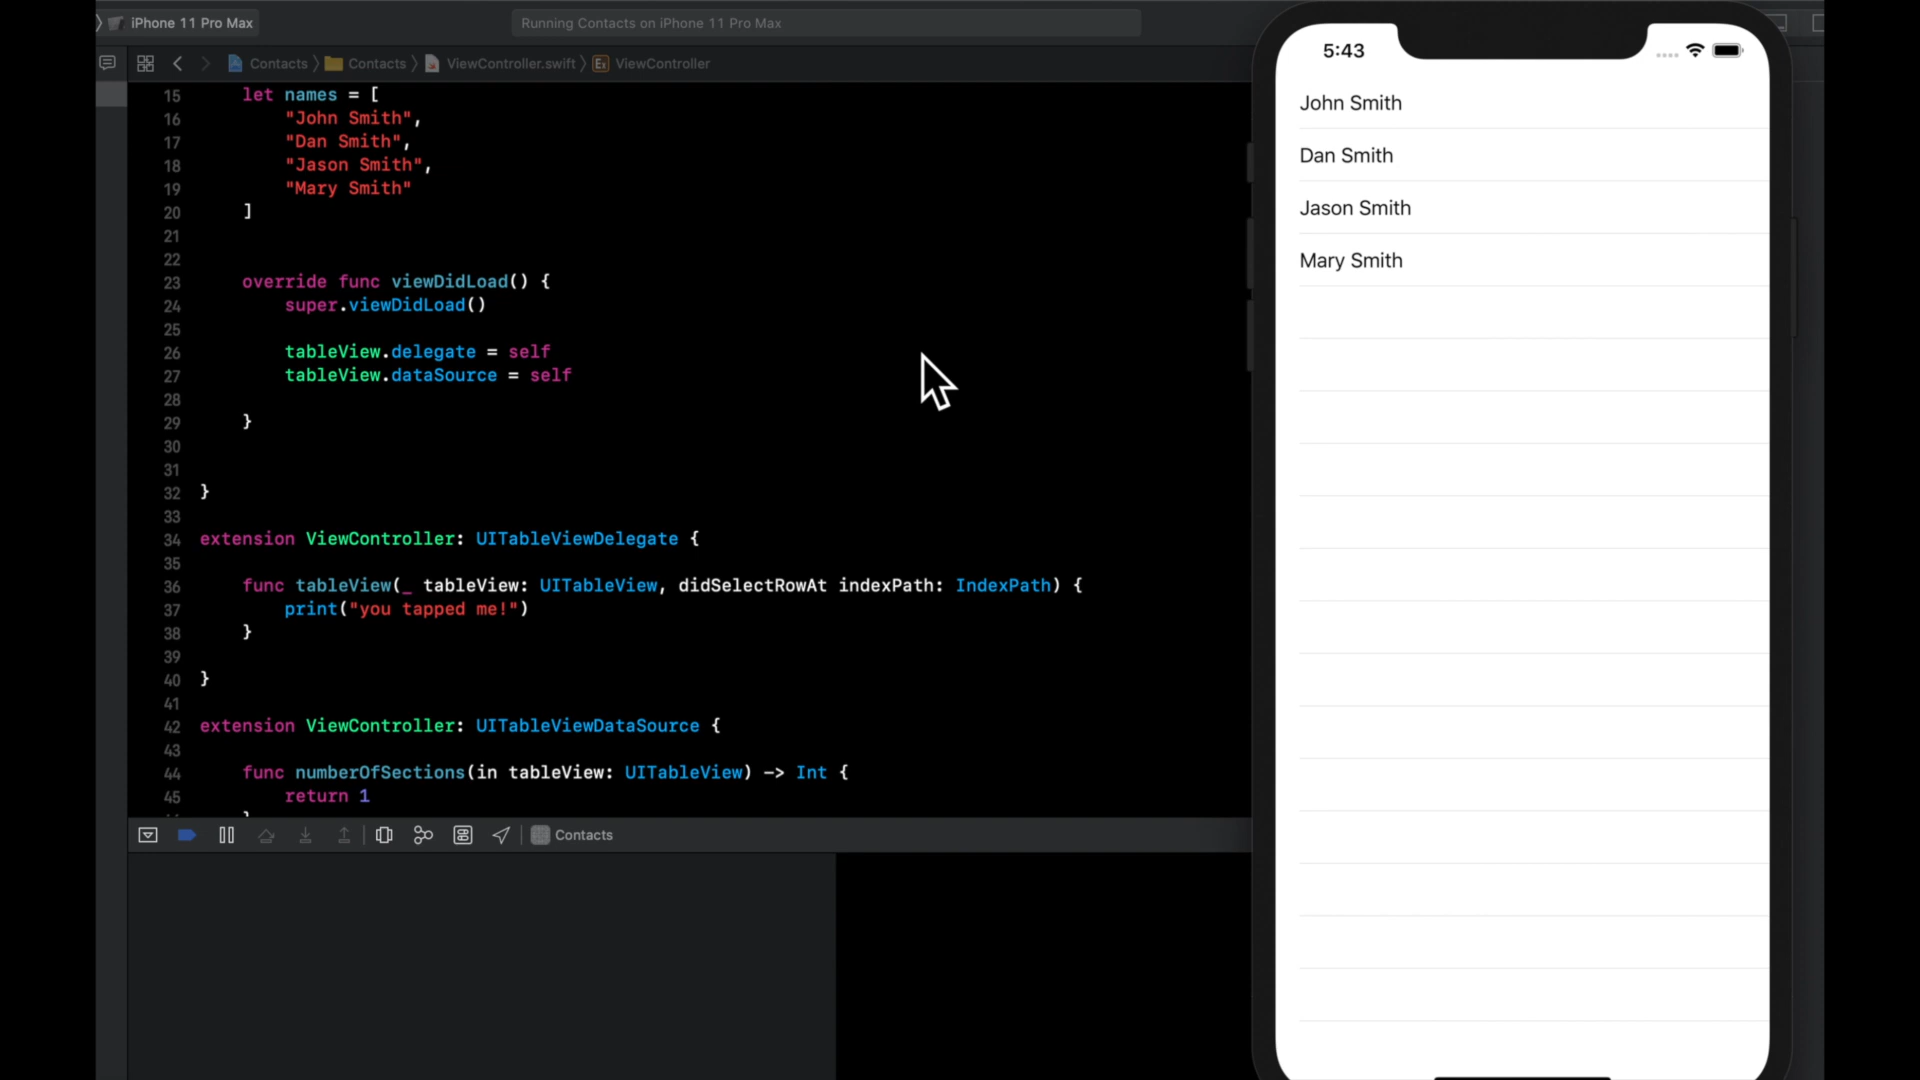 iPhone 11 Pro Max
Running Contacts on iPhone 11 Pro Max
Contacts
Contacts
ViewController.swift
Ex ViewController
15 let names = [
16 "John Smith",
17 "Dan Smith",
18 "Jason Smith",
19 "Mary Smith"
20 ]
21
22
23 override func viewDidLoad() {
24 super.viewDidLoad()
25
26 tableView.delegate = self
27 tableView.dataSource = self
28
29 }
30
31
32 }
33
34 extension ViewController: UITableViewDelegate {
35
36 func tableView(_ tableView: UITableView, didSelectRowAt indexPath: IndexPath) {
37 print("you tapped me!")
38 }
39
40 }
41
42 extension ViewController: UITableViewDataSource {
43
44 func numberOfSections(in tableView: UITableView) -> Int {
45 return 1
Contacts
5:43
John Smith
Dan Smith
Jason Smith
Mary Smith